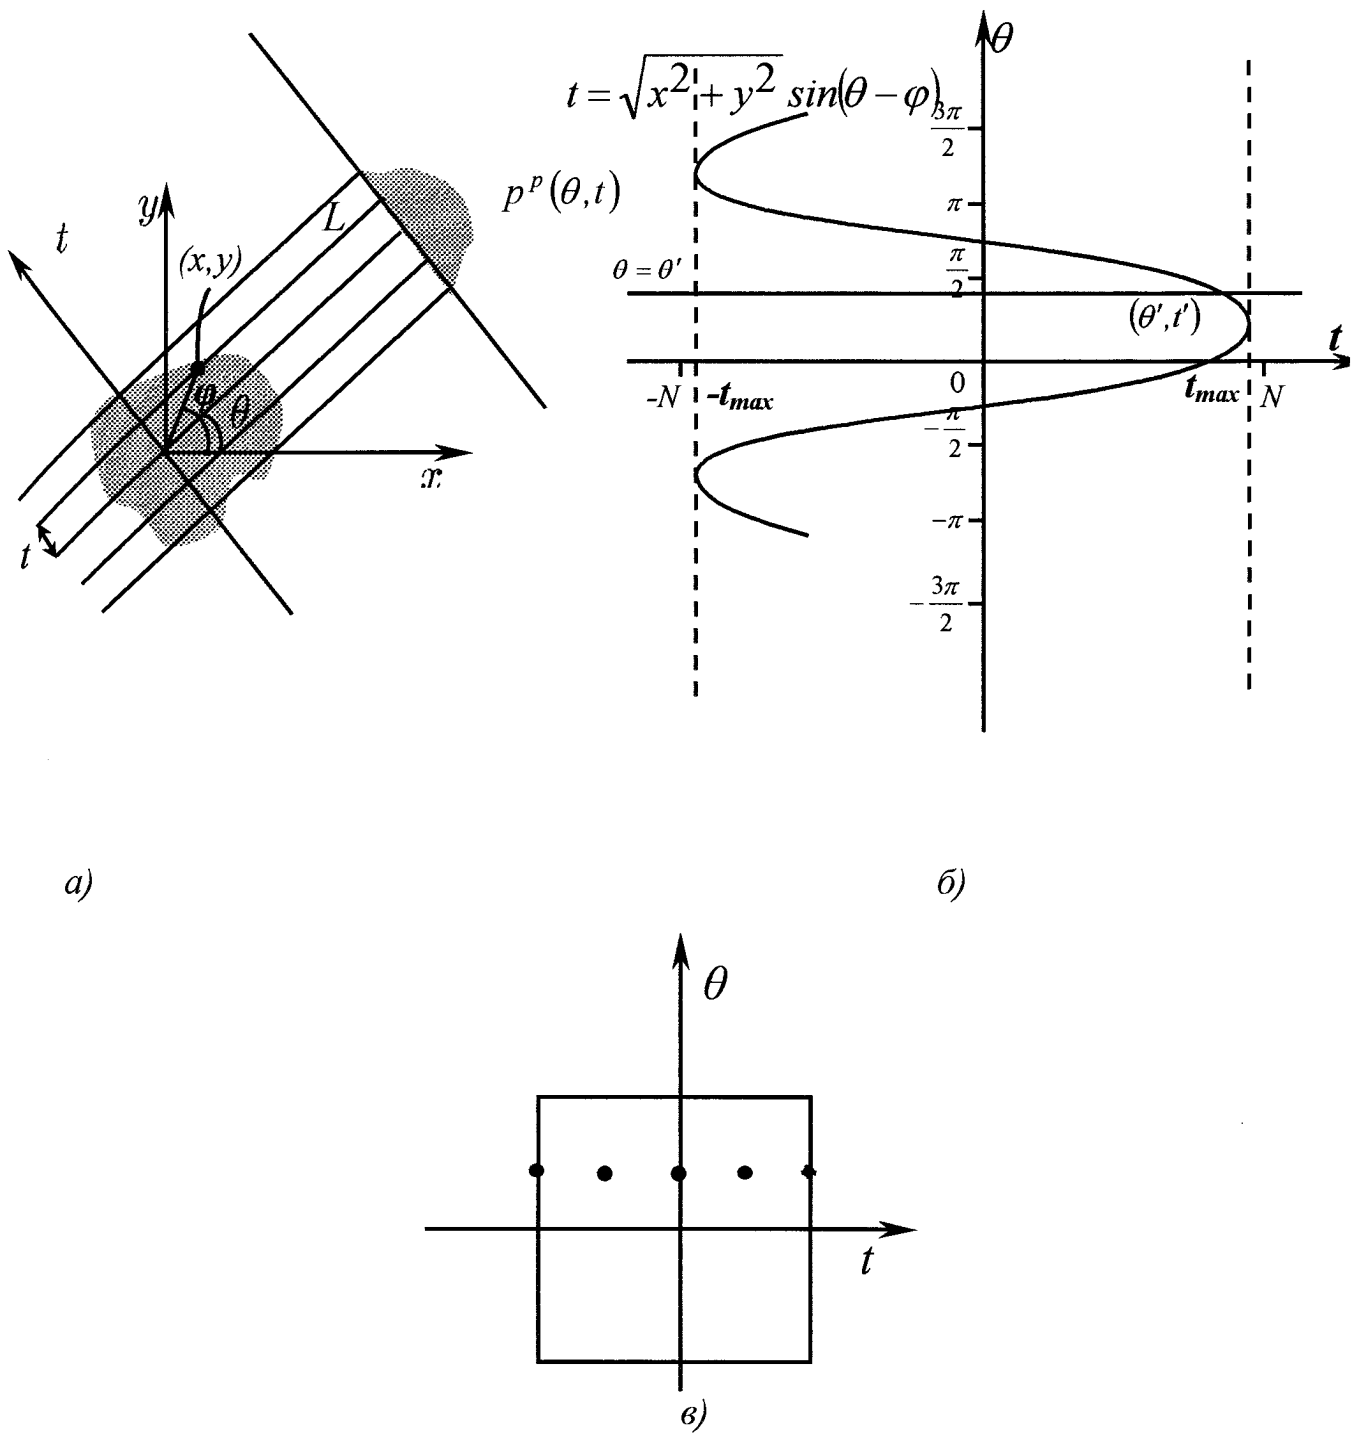 y
t
L
(x,y)
φ
θ
x
t
p^p(θ,t)
t = √(x² + y²) sin(θ − φ)
θ
3π/2
π
π/2
θ = θ'
(θ',t')
t
-N
-t_max
0
t_max
N
-π/2
-π
-3π/2
а)
б)
θ
t
в)